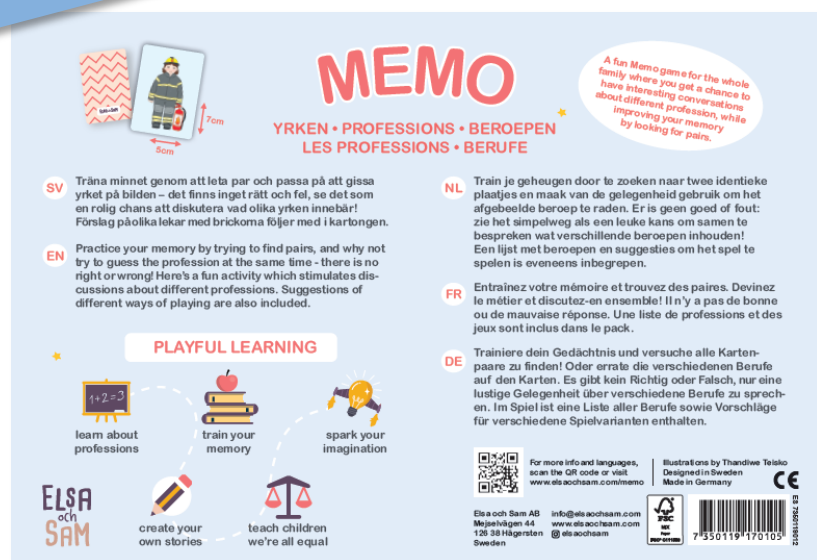 MEMO
YRKEN • PROFESSIONS • BEROEPEN
LES PROFESSIONS • BERUFE
7cm
5cm
A fun Memo game for the whole
family where you get a chance to
have interesting conversations
about different profession, while
improving your memory
by looking for pairs.
SV
Träna minnet genom att leta par och passa på att gissa
yrket på bilden – det finns inget rätt och fel, se det som
en rolig chans att diskutera vad olika yrken innebär!
Förslag på olika lekar med brickorna följer med i kartongen.
EN
Practice your memory by trying to find pairs, and why not
try to guess the profession at the same time - there is no
right or wrong! Here's a fun activity which stimulates dis-
cussions about different professions. Suggestions of
different ways of playing are also included.
PLAYFUL LEARNING
1+2=3
learn about
professions
train your
memory
spark your
imagination
create your
own stories
teach children
we're all equal
ELSA
och
SAM
NL
Train je geheugen door te zoeken naar twee identieke
plaatjes en maak van de gelegenheid gebruik om het
afgebeelde beroep te raden. Er is geen goed of fout:
zie het simpelweg als een leuke kans om samen te
bespreken wat verschillende beroepen inhouden!
Een lijst met beroepen en suggesties om het spel te
spelen is eveneens inbegrepen.
FR
Entraînez votre mémoire et trouvez des paires. Devinez
le métier et discutez-en ensemble! Il n'y a pas de bonne
ou de mauvaise réponse. Une liste de professions et des
jeux sont inclus dans le pack.
DE
Trainiere dein Gedächtnis und versuche alle Karten-
paare zu finden! Oder errate die verschiedenen Berufe
auf den Karten. Es gibt kein Richtig oder Falsch, nur eine
lustige Gelegenheit über verschiedene Berufe zu sprech-
en. Im Spiel ist eine Liste aller Berufe sowie Vorschläge
für verschiedene Spielvarianten enthalten.
For more info and languages,
scan the QR code or visit
www.elsaochsam.com/memo
Illustrations by Thandiwe Tsisko
Designed in Sweden
Made in Germany
CE
Elsa och Sam AB
Mejselvägen 44
126 38 Hägersten
Sweden
info@elsaochsam.se
www.elsaochsam.com
elsaochsam
FSC
MIX
Paper
7 350119 170105